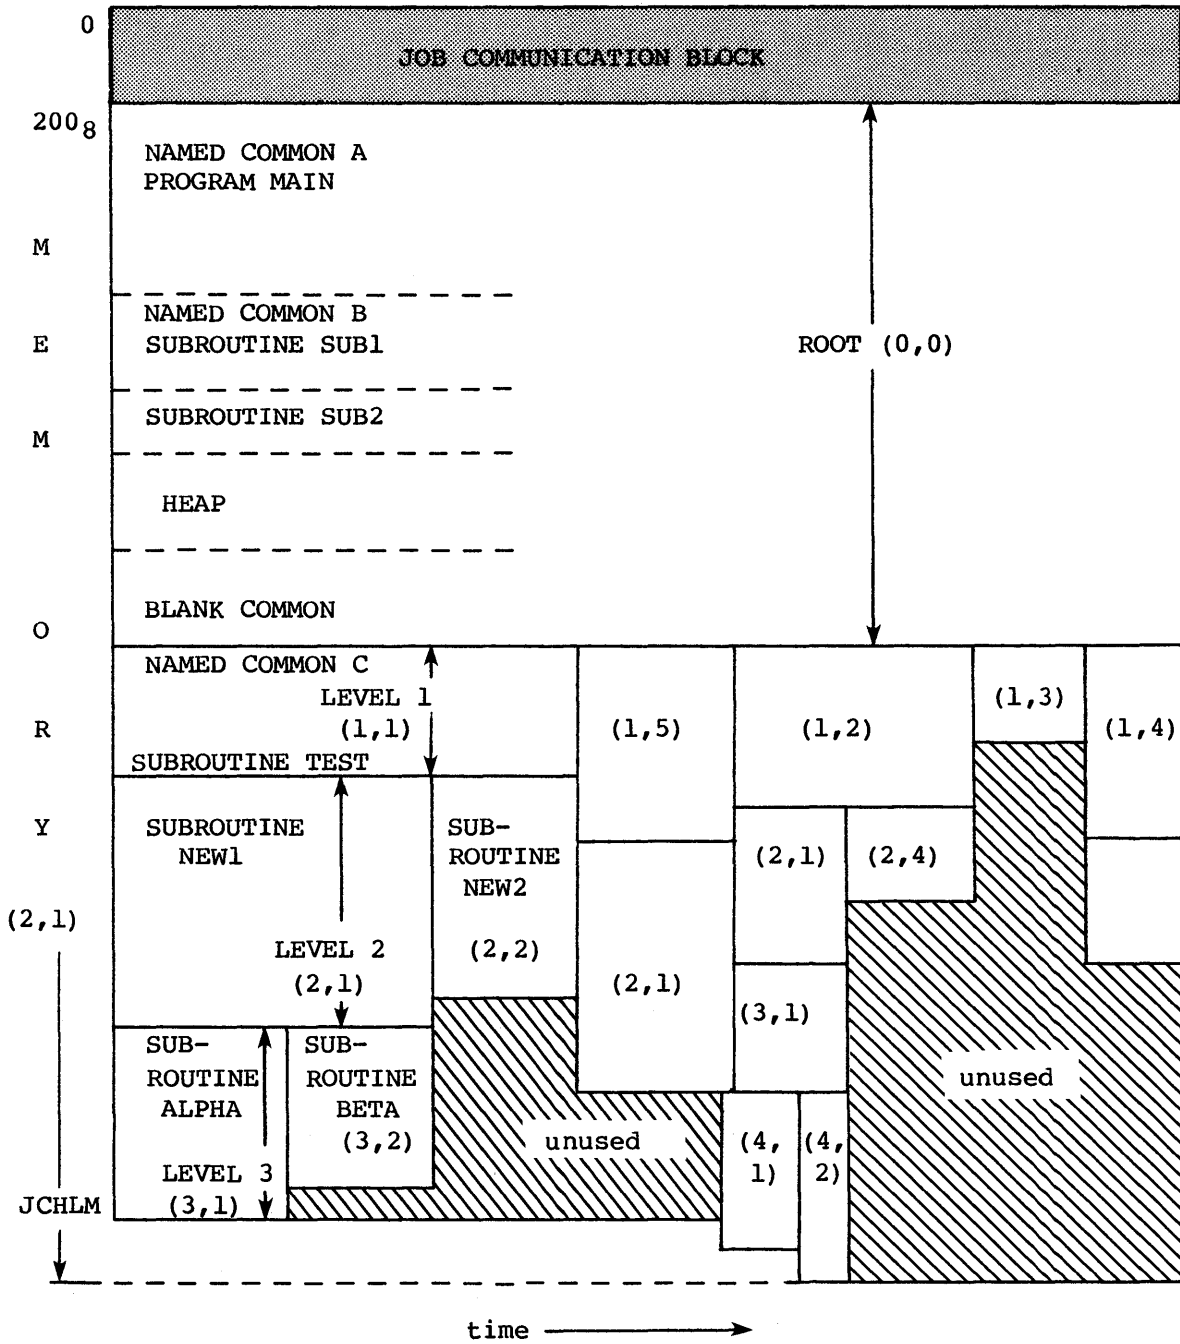 0
JOB COMMUNICATION BLOCK
200₈
NAMED COMMON A
PROGRAM MAIN
M
NAMED COMMON B
E
SUBROUTINE SUB1
ROOT (0,0)
SUBROUTINE SUB2
M
HEAP
BLANK COMMON
O
NAMED COMMON C
LEVEL 1
(1,1)
SUBROUTINE TEST
(1,5)
(1,2)
(1,3)
(1,4)
R
Y
SUBROUTINE
NEW1
SUB-
ROUTINE
NEW2
(2,2)
(2,1)
(2,4)
(2,1)
LEVEL 2
(2,1)
(2,1)
(3,1)
SUB-
ROUTINE
ALPHA
SUB-
ROUTINE
BETA
(3,2)
unused
unused
(4,
1)
(4,
2)
LEVEL 3
(3,1)
JCHLM
time